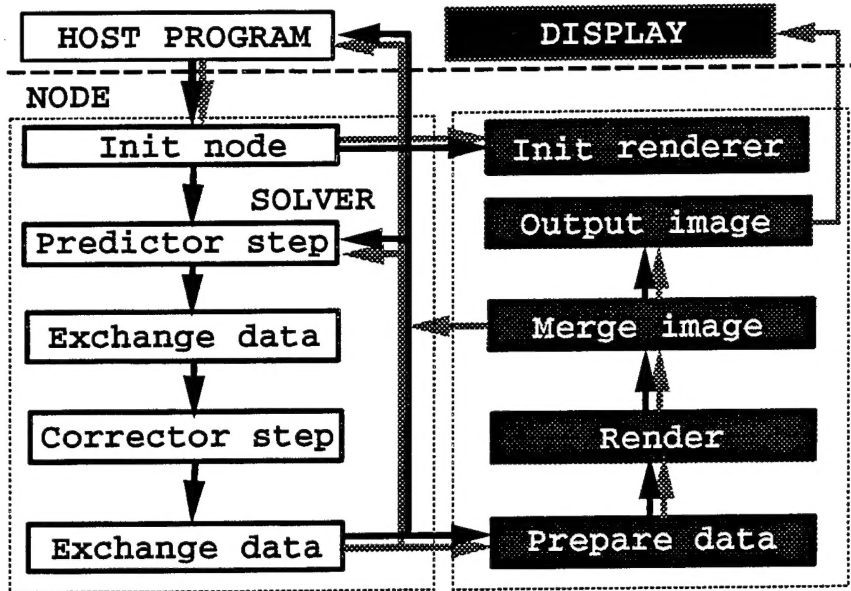 HOST PROGRAM
DISPLAY
NODE
Init node
Init renderer
SOLVER
Predictor step
Output image
Exchange data
Merge image
Corrector step
Render
Exchange data
Prepare data